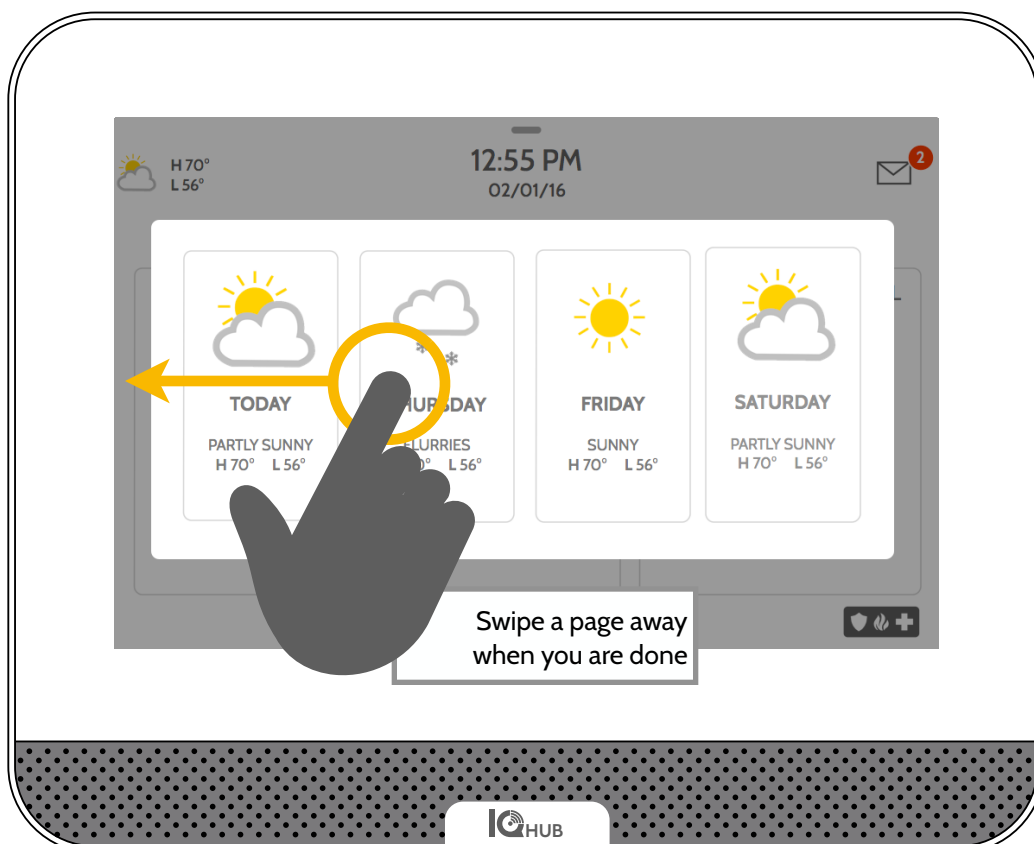 H 70°
L 56°
12:55 PM
02/01/16
2
TODAY
PARTLY SUNNY
H 70° L 56°
L 56°
FRIDAY
SUNNY
H 70° L 56°
SATURDAY
PARTLY SUNNY
H 70° L 56°
Swipe a page away
when you are done
IQ HUB